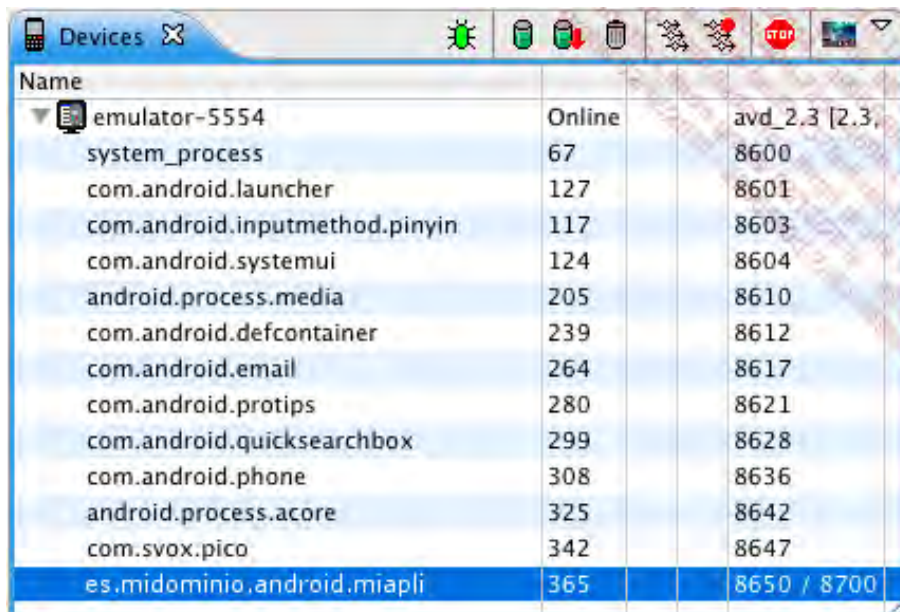 Devices
STOP
Name
emulator-5554 Online avd_2.3 [2.3,
system_process 67 8600
com.android.launcher 127 8601
com.android.inputmethod.pinyin 117 8603
com.android.systemui 124 8604
android.process.media 205 8610
com.android.defcontainer 239 8612
com.android.email 264 8617
com.android.protips 280 8621
com.android.quicksearchbox 299 8628
com.android.phone 308 8636
android.process.acore 325 8642
com.svox.pico 342 8647
es.midominio.android.miapli 365 8650 / 8700